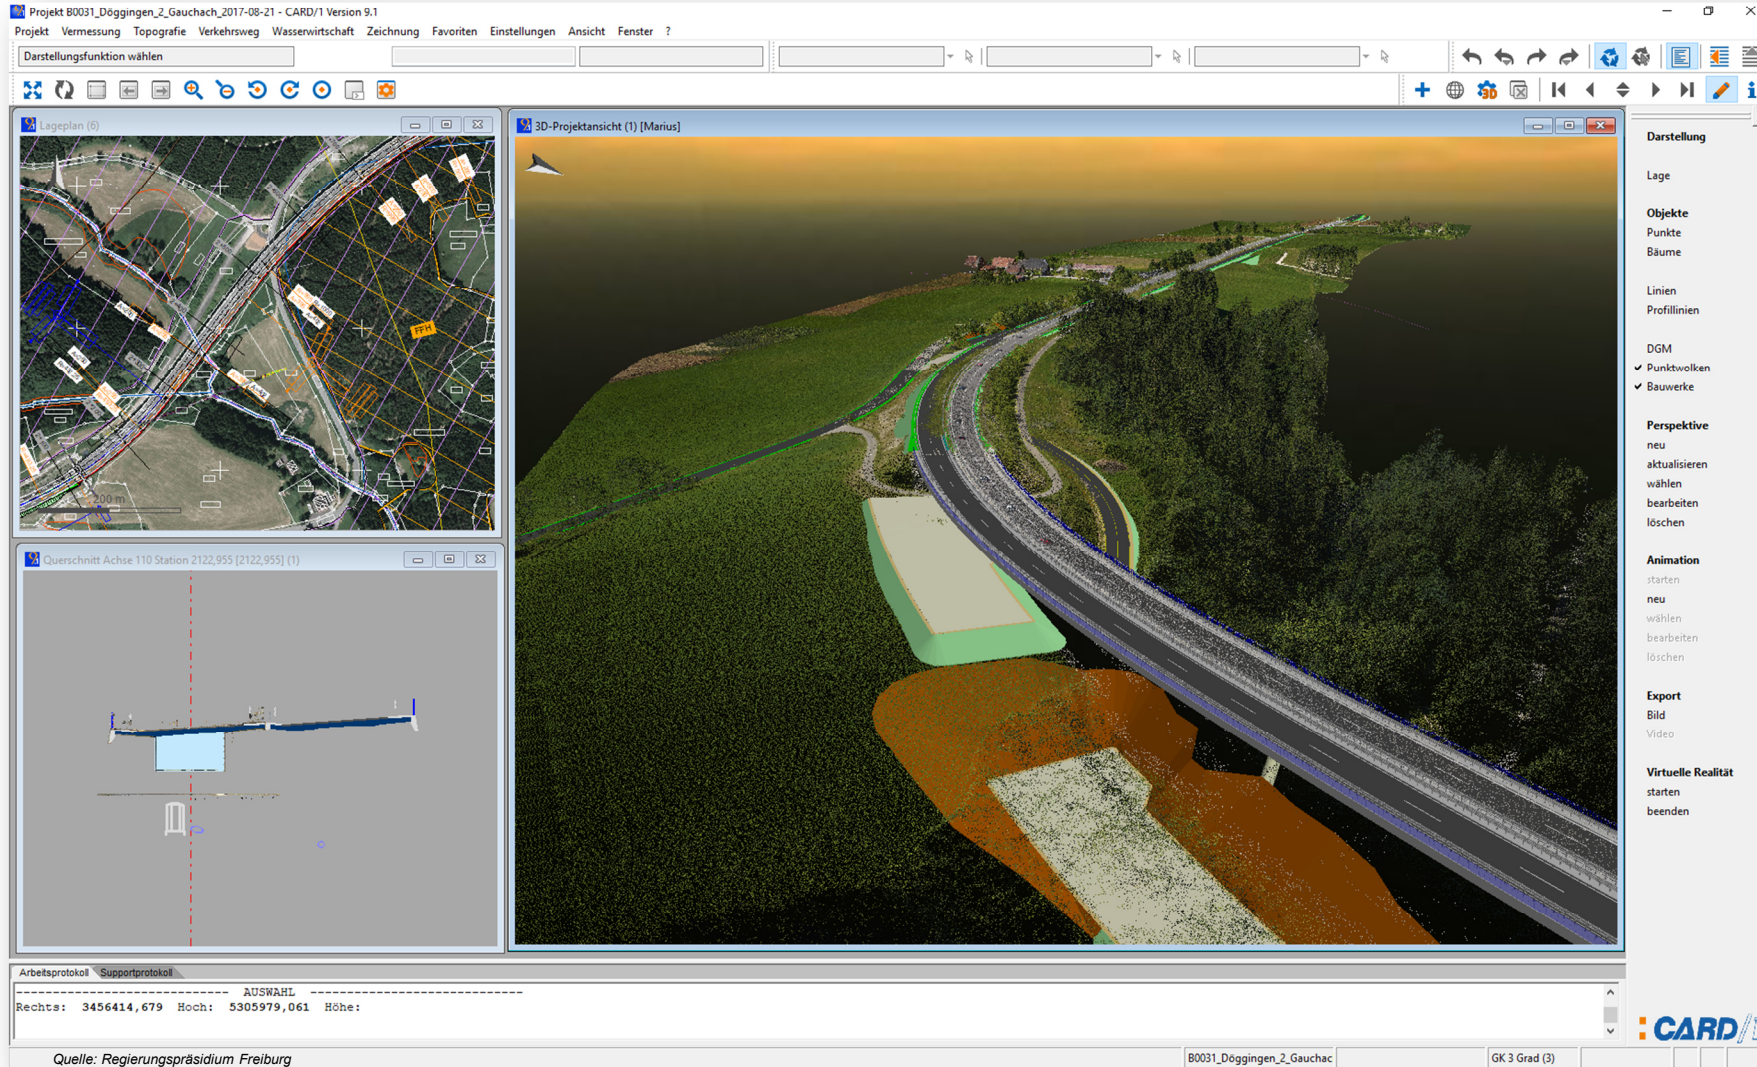 Projekt B0031_Döggingen_2_Gauchach_2017-08-21 - CARD/1 Version 9.1
Projekt Vermessung Topografie Verkehrsweg Wasserwirtschaft Zeichnung Favoriten Einstellungen Ansicht Fenster ?
Darstellungsfunktion wählen
Lageplan (6)
FFH
200 m
Querschnitt Achse 110 Station 2122,955 [2122,955] (1)
3D-Projektansicht (1) [Marius]
Darstellung
Lage
Objekte
Punkte
Bäume
Linien
Profillinien
DGM
Punktwolken
Bauwerke
Perspektive
neu
aktualisieren
wählen
bearbeiten
löschen
Animation
starten
neu
wählen
bearbeiten
löschen
Export
Bild
Video
Virtuelle Realität
starten
beenden
Arbeitsprotokoll Supportprotokoll
----------------------------- AUSWAHL -----------------------------
Rechts: 3456414,679 Hoch: 5305979,061 Höhe:
CARD/
Quelle: Regierungspräsidium Freiburg
B0031_Döggingen_2_Gauchac
GK 3 Grad (3)